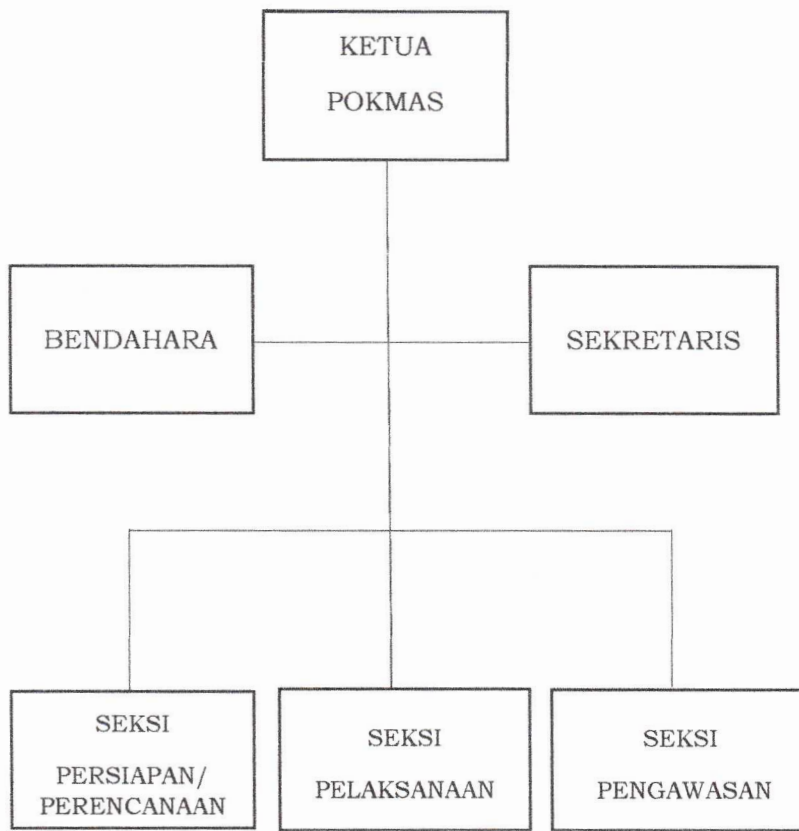 KETUA
POKMAS
BENDAHARA
SEKRETARIS
SEKSI
PERSIAPAN/
PERENCANAAN
SEKSI
PELAKSANAAN
SEKSI
PENGAWASAN